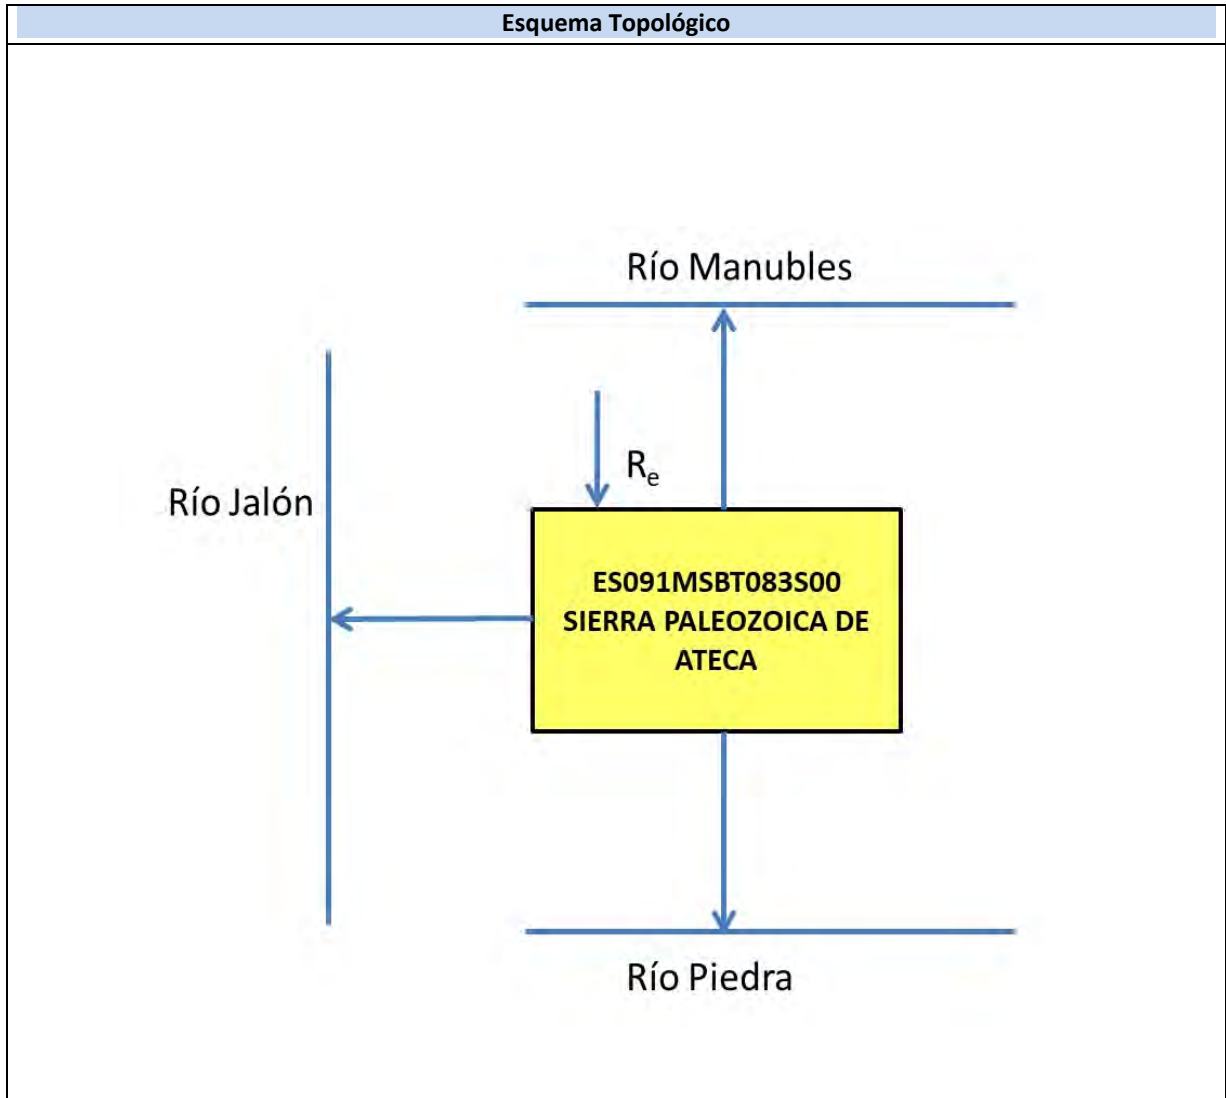 Esquema Topológico
Río Manubles
Río Jalón
Re
ES091MSBT083S00
SIERRA PALEOZOICA DE
ATECA
Río Piedra